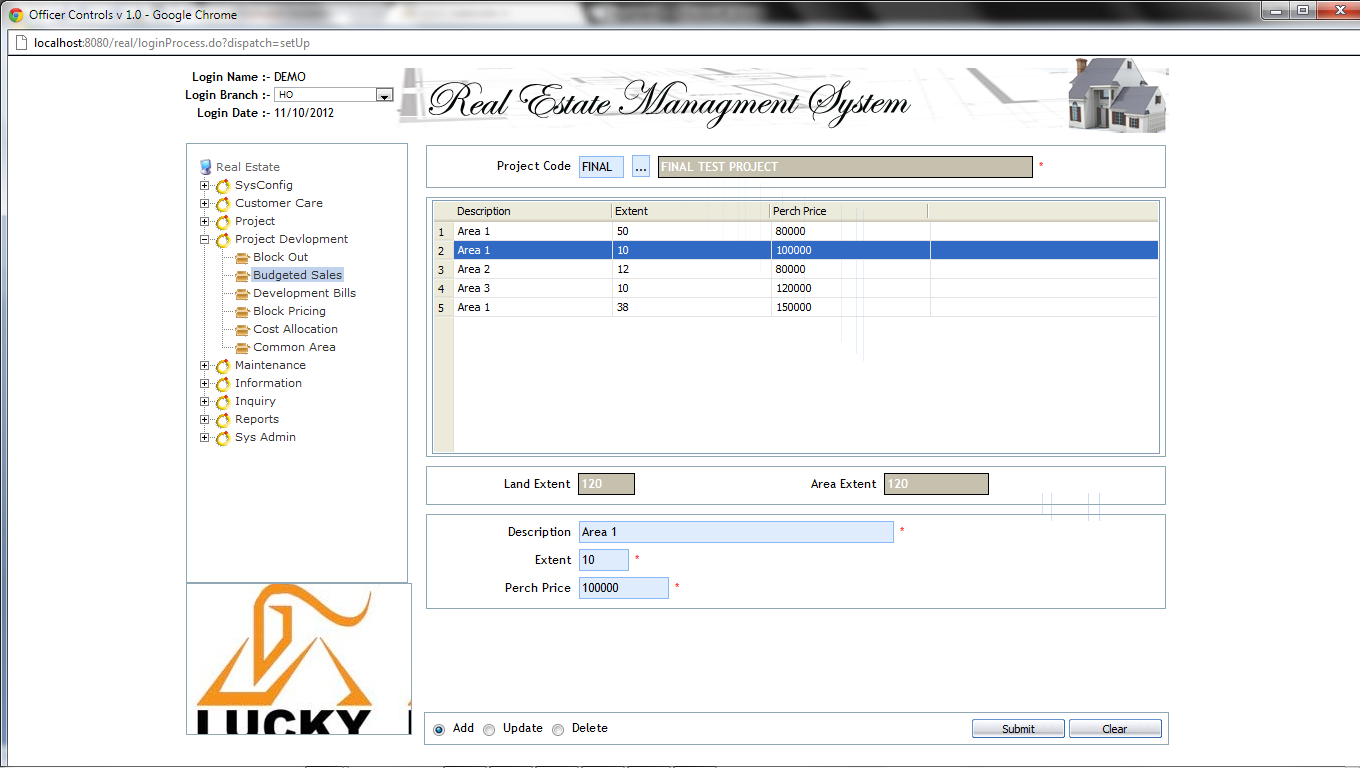 Officer Controls v 1.0 - Google Chrome
localhost:8080/real/loginProcess.do?dispatch=setUp
Login Name :- DEMO
Login Branch :- HO
Login Date :- 11/10/2012
Real Estate Managment System
Real Estate
SysConfig
Customer Care
Project
Project Devlopment
Block Out
Budgeted Sales
Development Bills
Block Pricing
Cost Allocation
Common Area
Maintenance
Information
Inquiry
Reports
Sys Admin
LUCKY
Project Code FINAL ... FINAL TEST PROJECT *
Description Extent Perch Price
1 Area 1 50 80000
2 Area 1 10 100000
3 Area 2 12 80000
4 Area 3 10 120000
5 Area 1 38 150000
Land Extent 120 Area Extent 120
Description Area 1 *
Extent 10 *
Perch Price 100000 *
Add Update Delete Submit Clear